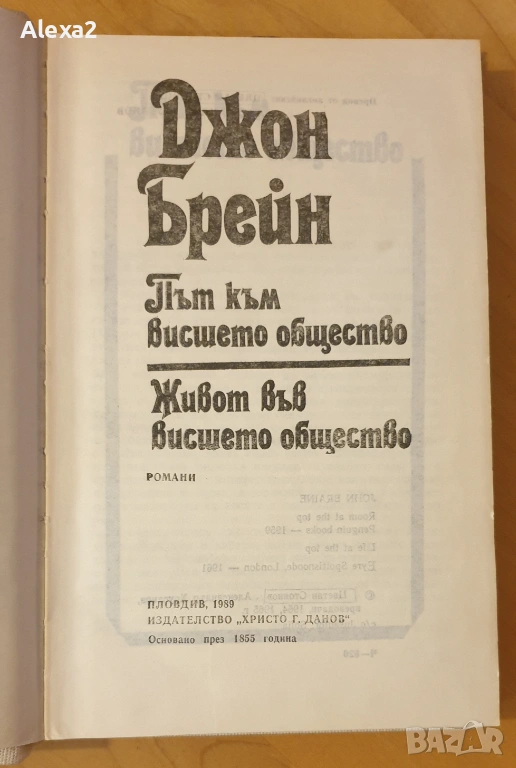 Alexa2
Джон
Брейн
Път към
висшето общество
Живот във
висшето общество
РОМАНИ
JOHN BRAINE
Room at the top
Penguin books — 1959
Life at the top
Eyre Spottiswoode, London — 1961
ПЛОВДИВ, 1989
ИЗДАТЕЛСТВО „ХРИСТО Г. ДАНОВ"
Основано през 1855 година
BAZAR